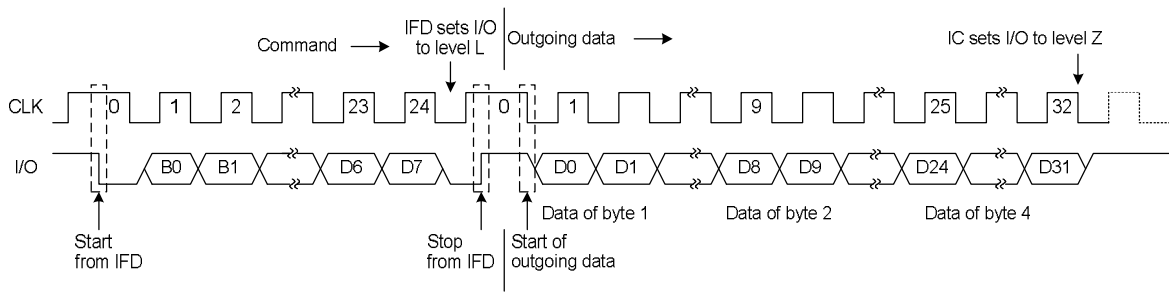 Command
IFD sets I/O
to level L
Outgoing data
IC sets I/O to level Z
CLK
0 1 2 23 24 0 1 9 25 32
I/O
B0 B1 D6 D7 D0 D1 D8 D9 D24 D31
Data of byte 1
Data of byte 2
Data of byte 4
Start
from IFD
Stop
from IFD
Start of
outgoing data